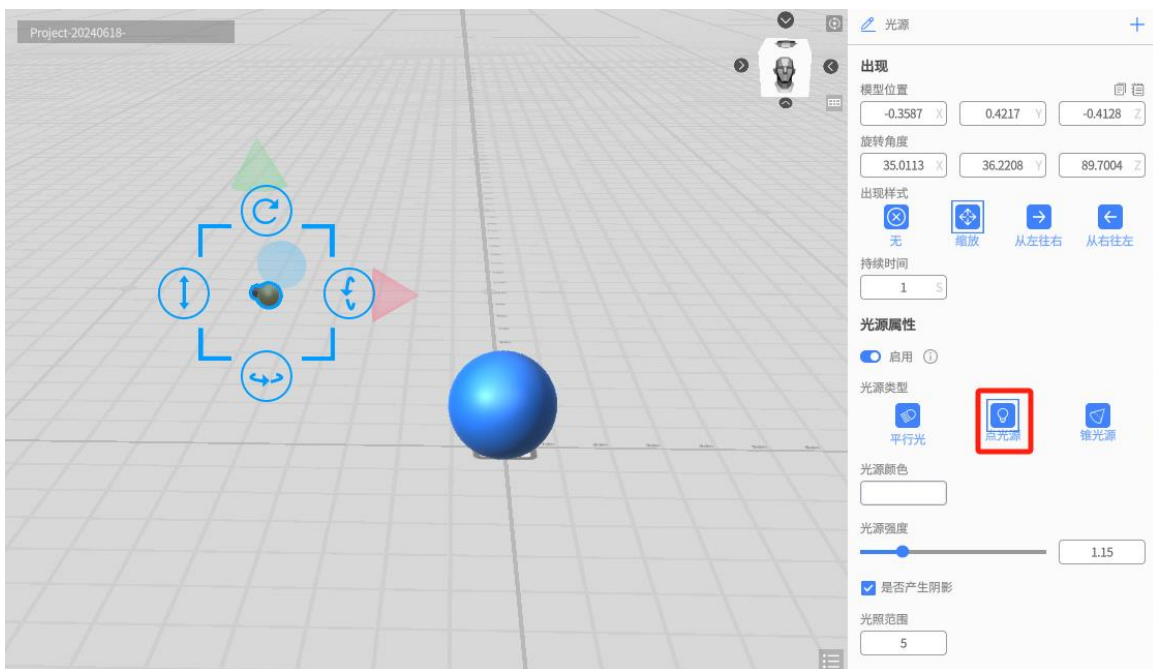 Project-20240618-
光源
出现
模型位置
-0.3587 X 0.4217 Y -0.4128 Z
旋转角度
35.0113 X 36.2208 Y 89.7004 Z
出现样式
无 缩放 从左往右 从右往左
持续时间
1 S
光源属性
启用
光源类型
平行光 点光源 锥光源
光源颜色
光源强度
1.15
是否产生阴影
光照范围
5